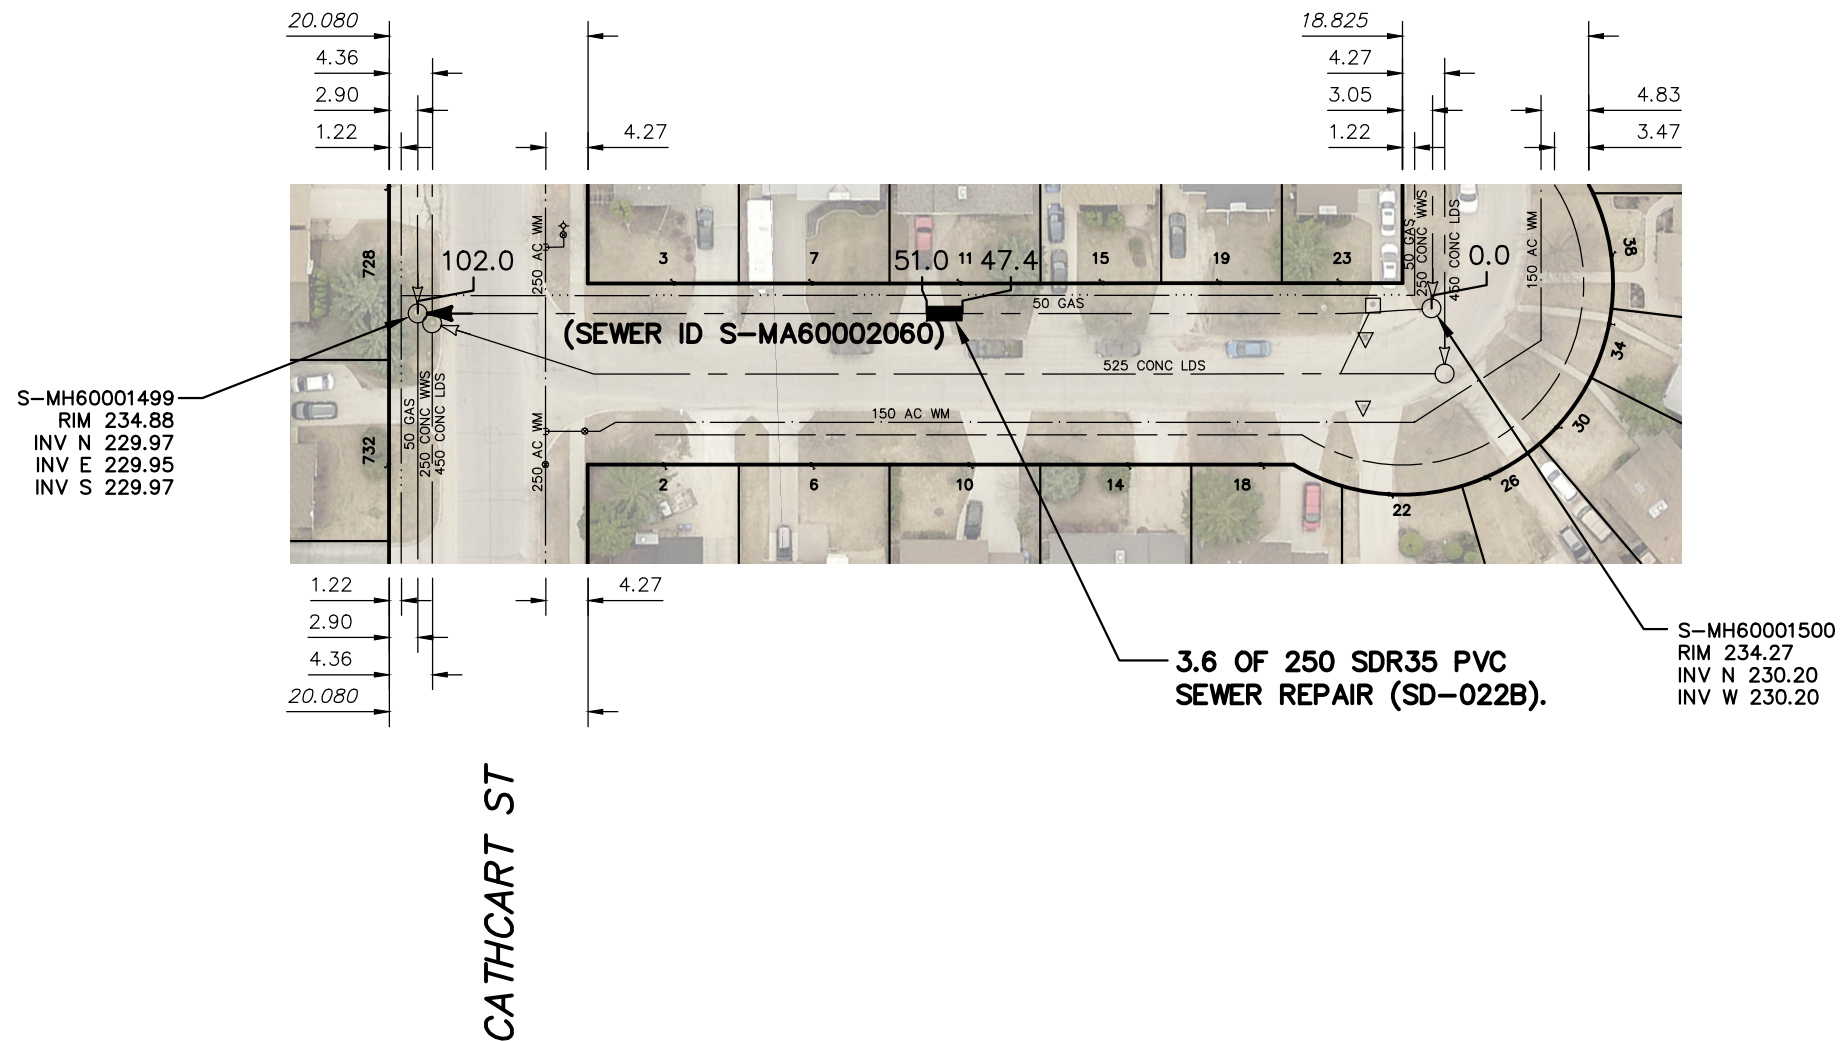 20.080
18.825
4.36
4.27
2.90
3.05
4.83
1.22
4.27
1.22
3.47
728
102.0
250 AC WM
3
7
51.0
11
47.4
15
19
23
50 GAS
250 CONC WWS
450 CONC LDS
0.0
150 AC WM
38
50 GAS
(SEWER ID S-MA60002060)
34
525 CONC LDS
S-MH60001499
RIM 234.88
INV N 229.97
INV E 229.95
INV S 229.97
732
50 GAS
250 CONC WWS
450 CONC LDS
250 AC WM
150 AC WM
30
2
6
10
14
18
26
22
1.22
4.27
2.90
4.36
20.080
3.6 OF 250 SDR35 PVC
SEWER REPAIR (SD-022B).
S-MH60001500
RIM 234.27
INV N 230.20
INV W 230.20
CATHCART ST